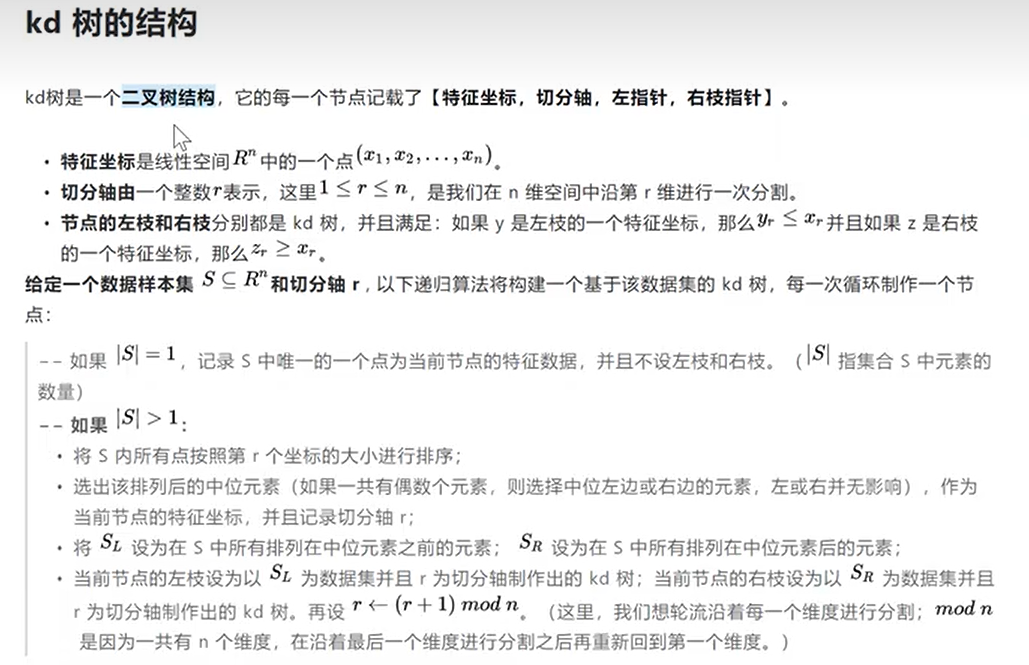 kd 树的结构
kd树是一个二叉树结构，它的每一个节点记载了【特征坐标，切分轴，左指针，右枝指针】。
• 特征坐标是线性空间 Rⁿ 中的一个点(x₁, x₂, . . . , xₙ)。
• 切分轴由一个整数r表示，这里1 ≤ r ≤ n，是我们在 n 维空间中沿第 r 维进行一次分割。
• 节点的左枝和右枝分别都是 kd 树，并且满足：如果 y 是左枝的一个特征坐标，那么yᵣ ≤ xᵣ并且如果 z 是右枝
的一个特征坐标，那么zᵣ ≥ xᵣ。
给定一个数据样本集 S ⊆ Rⁿ 和切分轴 r , 以下递归算法将构建一个基于该数据集的 kd 树，每一次循环制作一个节
点：
-- 如果 |S| = 1，记录 S 中唯一的一个点为当前节点的特征数据，并且不设左枝和右枝。（|S| 指集合 S 中元素的
数量）
-- 如果 |S| > 1：
• 将 S 内所有点按照第 r 个坐标的大小进行排序；
• 选出该排列后的中位元素（如果一共有偶数个元素，则选择中位左边或右边的元素，左或右并无影响），作为
当前节点的特征坐标，并且记录切分轴 r；
• 将 S_L 设为在 S 中所有排列在中位元素之前的元素； S_R 设为在 S 中所有排列在中位元素后的元素；
• 当前节点的左枝设为以 S_L 为数据集并且 r 为切分轴制作出的 kd 树；当前节点的右枝设为以 S_R 为数据集并且
r 为切分轴制作出的 kd 树。再设 r ← (r + 1) mod n。（这里，我们想轮流沿着每一个维度进行分割；mod n
是因为一共有 n 个维度，在沿着最后一个维度进行分割之后再重新回到第一个维度。）